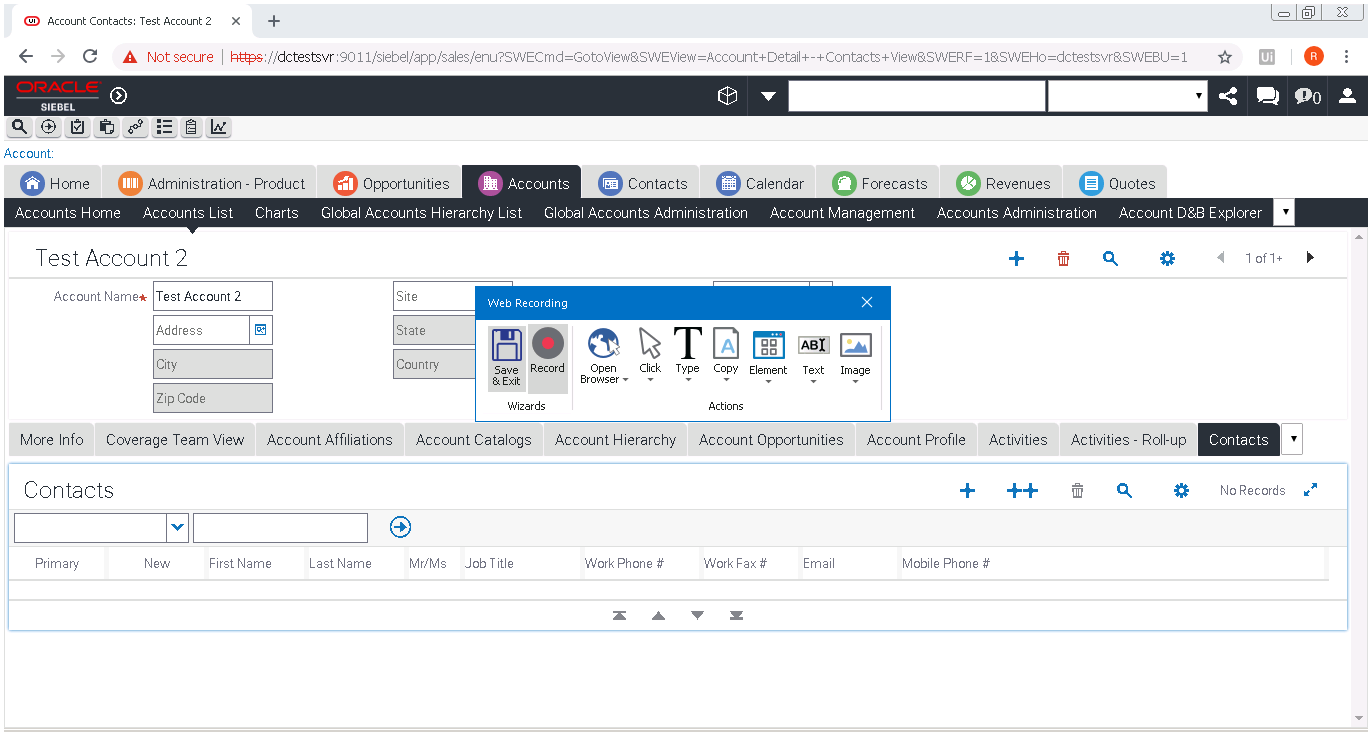 Account Contacts: Test Account 2
Not secure https://dctestsvr:9011/siebel/app/sales/enu?SWECmd=GotoView&SWEView=Account+Detail+-+Contacts+View&SWERF=1&SWEHo=dctestsvr&SWEBU=1 Ui R
ORACLE
SIEBEL
0
Account:
Home Administration - Product Opportunities Accounts Contacts Calendar Forecasts Revenues Quotes
Accounts Home Accounts List Charts Global Accounts Hierarchy List Global Accounts Administration Account Management Accounts Administration Account D&B Explorer
Test Account 2 1 of 1+
Account Name* Test Account 2 Site
Address State
City Country
Zip Code
Web Recording
Save & Exit Record Open Browser Click Type Copy Element Text Image
Wizards Actions
More Info Coverage Team View Account Affiliations Account Catalogs Account Hierarchy Account Opportunities Account Profile Activities Activities - Roll-up Contacts
Contacts No Records
Primary New First Name Last Name Mr/Ms Job Title Work Phone # Work Fax # Email Mobile Phone #